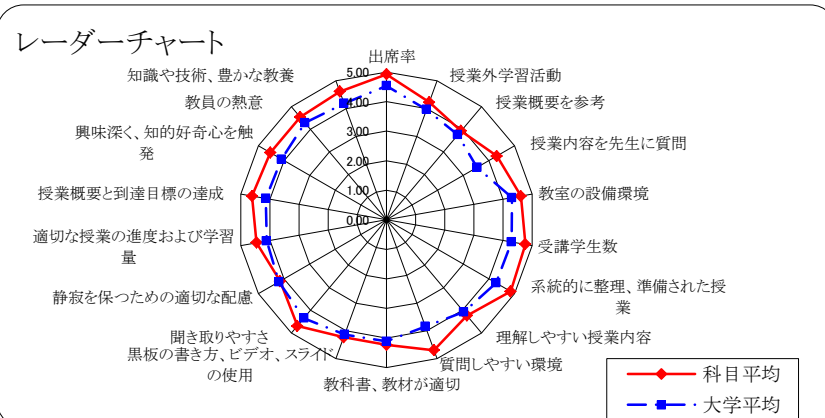 レーダーチャート
出席率
授業外学習活動
授業概要を参考
授業内容を先生に質問
教室の設備環境
受講学生数
系統的に整理、準備された授
業
理解しやすい授業内容
質問しやすい環境
教科書、教材が適切
黒板の書き方、ビデオ、スライド
の使用
聞き取りやすさ
静寂を保つための適切な配慮
適切な授業の進度および学習
量
授業概要と到達目標の達成
興味深く、知的好奇心を触
発
教員の熱意
知識や技術、豊かな教養
5.00
4.00
3.00
2.00
1.00
0.00
科目平均
大学平均